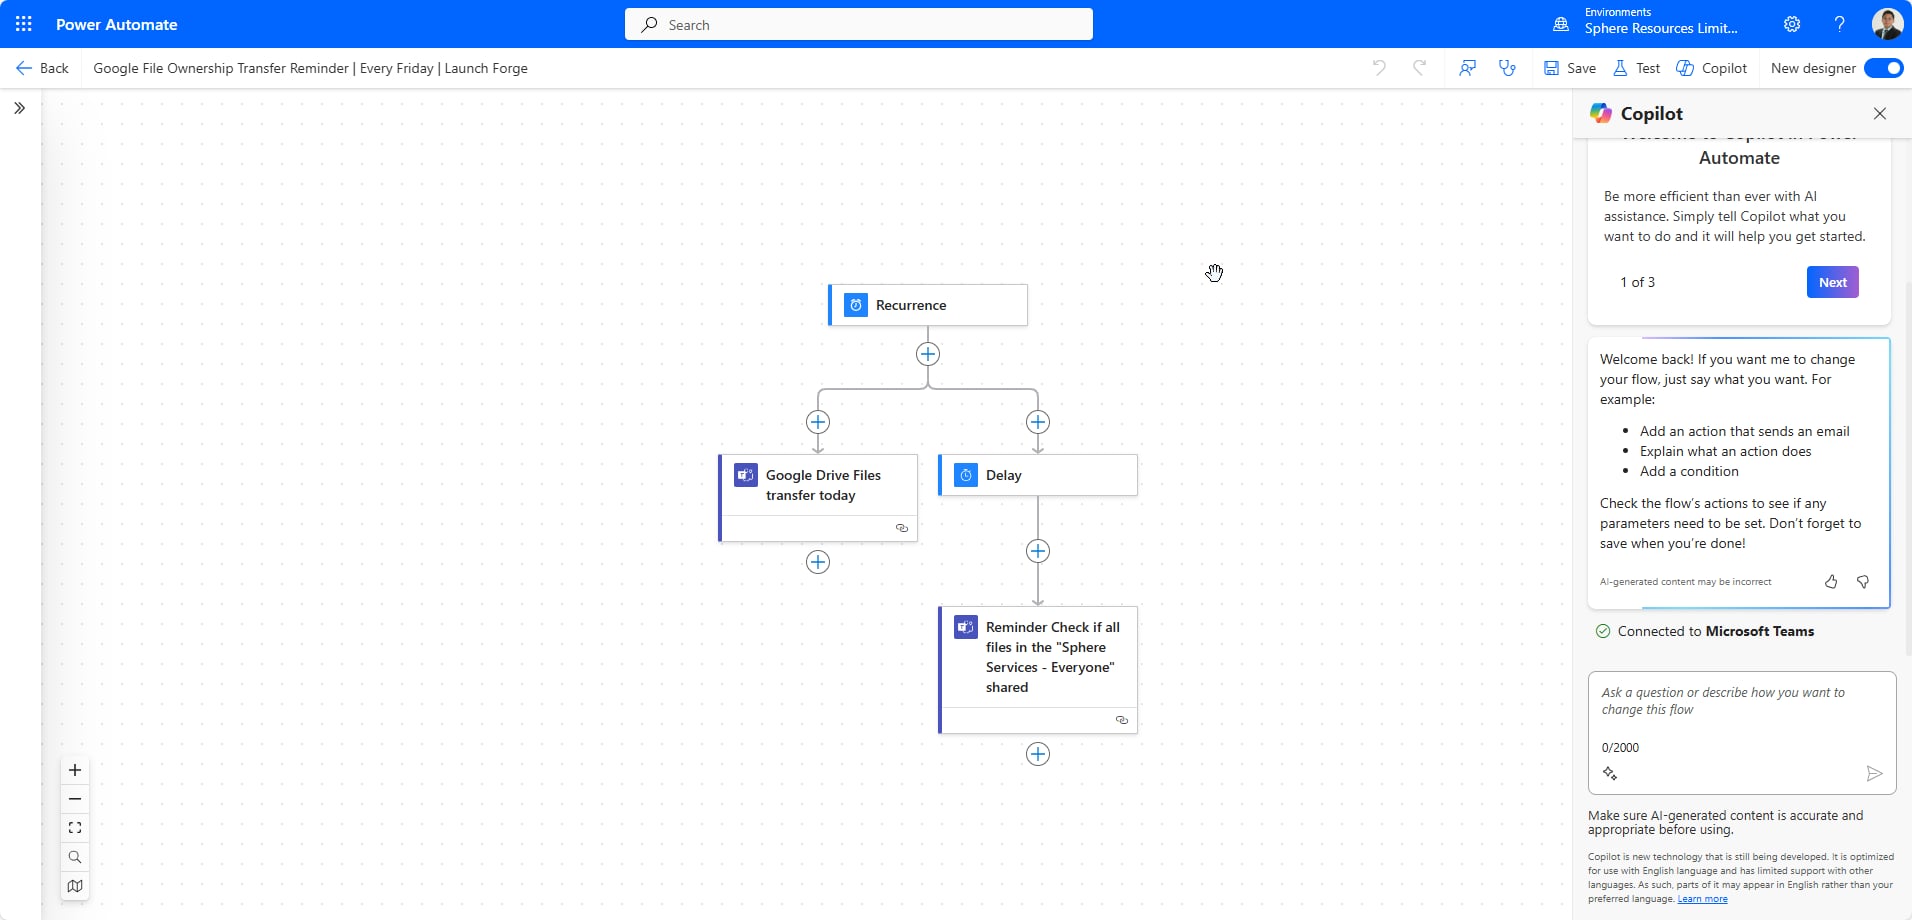 Power Automate
Search
Environments
Sphere Resources Limit...
?
Back
Google File Ownership Transfer Reminder | Every Friday | Launch Forge
Save
Test
Copilot
New designer
Recurrence
Google Drive Files
transfer today
Delay
Reminder Check if all
files in the "Sphere
Services - Everyone"
shared
Copilot
Welcome to Copilot in Power
Automate
Be more efficient than ever with AI
assistance. Simply tell Copilot what you
want to do and it will help you get started.
1 of 3
Next
Welcome back! If you want me to change
your flow, just say what you want. For
example:
• Add an action that sends an email
• Explain what an action does
• Add a condition
Check the flow's actions to see if any
parameters need to be set. Don't forget to
save when you're done!
AI-generated content may be incorrect
Connected to Microsoft Teams
Ask a question or describe how you want to
change this flow
0/2000
Make sure AI-generated content is accurate and
appropriate before using.
Copilot is new technology that is still being developed. It is optimized
for use with English language and has limited support with other
languages. As such, parts of it may appear in English rather than your
preferred language. Learn more